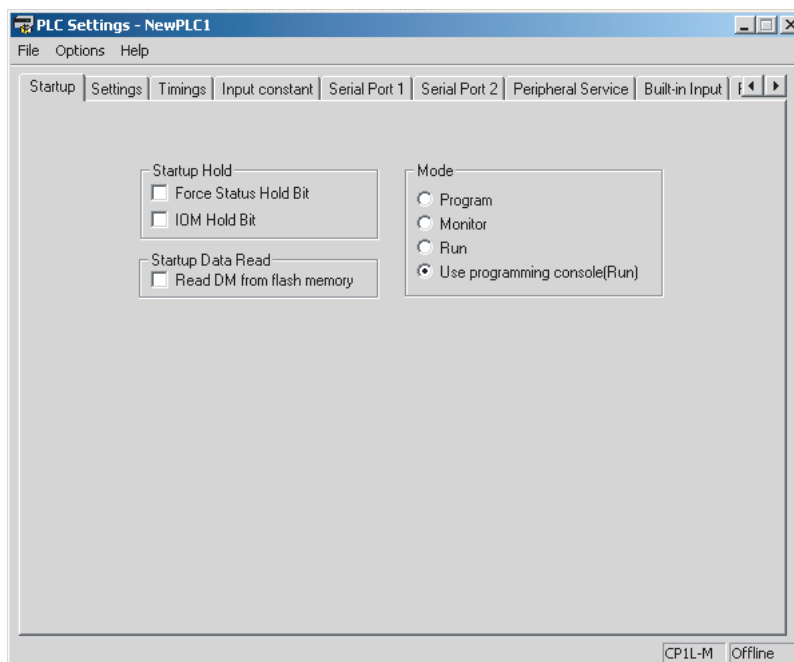 PLC Settings - NewPLC1
File Options Help
Startup Settings Timings Input constant Serial Port 1 Serial Port 2 Peripheral Service Built-in Input
Startup Hold
Force Status Hold Bit
IOM Hold Bit
Startup Data Read
Read DM from flash memory
Mode
Program
Monitor
Run
Use programming console(Run)
CP1L-M Offline